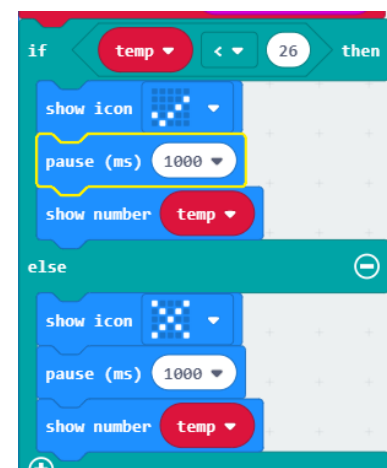 if temp < 26 then
show icon
pause (ms) 1000
show number temp
else
show icon
pause (ms) 1000
show number temp